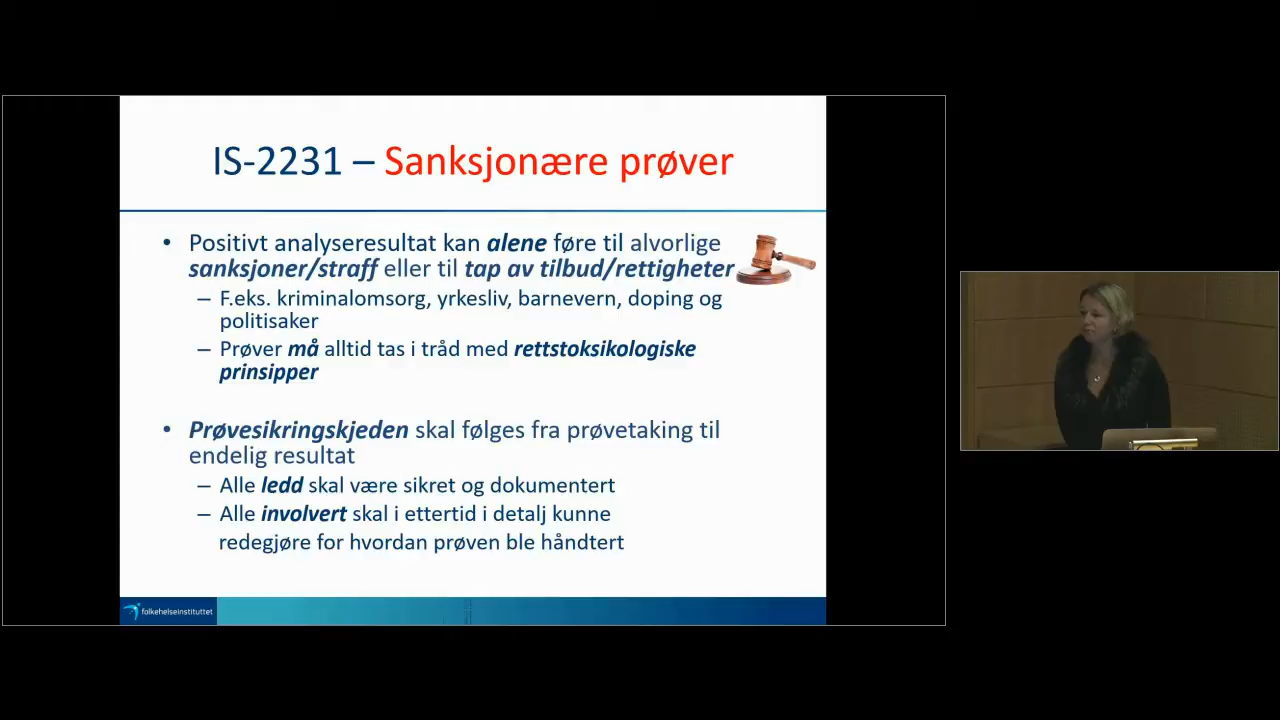 IS-2231 – Sanksjonære prøver
• Positivt analyseresultat kan alene føre til alvorlige
sanksjoner/straff eller til tap av tilbud/rettigheter
– F.eks. kriminalomsorg, yrkesliv, barnevern, doping og
politisaker
– Prøver må alltid tas i tråd med rettstoksikologiske
prinsipper
• Prøvesikringskjeden skal følges fra prøvetaking til
endelig resultat
– Alle ledd skal være sikret og dokumentert
– Alle involvert skal i ettertid i detalj kunne
redegjøre for hvordan prøven ble håndtert
folkehelseinstituttet